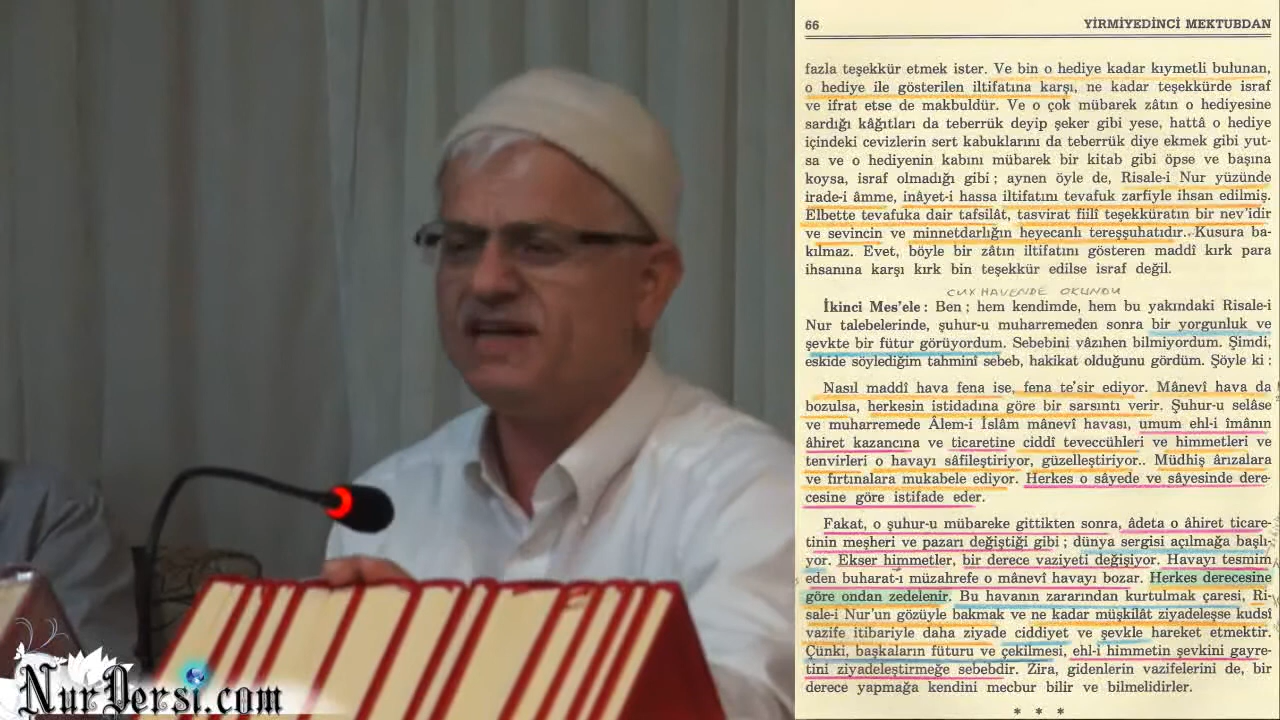 66 YİRMİYEDİNCİ MEKTUBDAN
fazla teşekkür etmek ister. Ve bin o hediye kadar kıymetli bulunan,
o hediye ile gösterilen iltifatına karşı, ne kadar teşekkürde israf
ve ifrat etse de makbuldür. Ve o çok mübarek zâtın o hediyesine
sardığı kâğıtları da teberrük deyip şeker gibi yese, hattâ o hediye
içindeki cevizlerin sert kabuklarını da teberrük diye ekmek gibi yut-
sa ve o hediyenin kabını mübarek bir kitab gibi öpse ve başına
koysa, israf olmadığı gibi; aynen öyle de, Risale-i Nur yüzünde
irade-i âmme, inâyet-i hassa iltifatını tevafuk zarfiyle ihsan edilmiş.
Elbette tevafuka dair tafsilât, tasvirat fiilî teşekküratın bir nev'idir
ve sevincin ve minnetdarlığın heyecanlı tereşşuhatıdır. Kusura ba-
kılmaz. Evet, böyle bir zâtın iltifatını gösteren maddî kırk para
ihsanına karşı kırk bin teşekkür edilse israf değil.
CUXHAVENDE OKUNDU
İkinci Mes'ele: Ben; hem kendimde, hem bu yakındaki Risale-i
Nur talebelerinde, şuhur-u muharremeden sonra bir yorgunluk ve
şevkte bir fütur görüyordum. Sebebini vâzıhen bilmiyordum. Şimdi,
eskide söylediğim tahminî sebeb, hakikat olduğunu gördüm. Şöyle ki:
Nasıl maddî hava fena ise, fena te'sir ediyor. Mânevî hava da
bozulsa, herkesin istidadına göre bir sarsıntı verir. Şuhur-u selâse
ve muharremede Âlem-i İslâm mânevî havası, umum ehl-i îmânın
âhiret kazancına ve ticaretine ciddî teveccühleri ve himmetleri ve
tenvirleri o havayı sâfileştiriyor, güzelleştiriyor.. Müdhiş ârızalara
ve fırtınalara mukabele ediyor. Herkes o sâyede ve sâyesinde dere-
cesine göre istifade eder.
Fakat, o şuhur-u mübareke gittikten sonra, âdeta o âhiret ticare-
tinin meşheri ve pazarı değiştiği gibi; dünya sergisi açılmağa başlı-
yor. Ekser himmetler, bir derece vaziyeti değişiyor. Havayı tesmim
eden buharat-ı müzahrefe o mânevî havayı bozar. Herkes derecesine
göre ondan zedelenir. Bu havanın zararından kurtulmak çaresi, Ri-
sale-i Nur'un gözüyle bakmak ve ne kadar müşkilât ziyadeleşse kudsî
vazife itibariyle daha ziyade ciddiyet ve şevkle hareket etmektir.
Çünki, başkaların füturu ve çekilmesi, ehl-i himmetin şevkini gayre-
tini ziyadeleştirmeğe sebebdir. Zira, gidenlerin vazifelerini de, bir
derece yapmağa kendini mecbur bilir ve bilmelidirler.
* * *
NurDersi.com